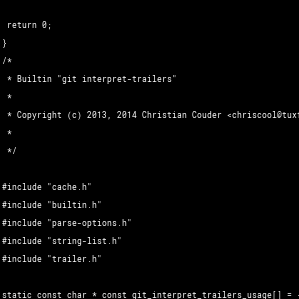 return 0;
}
/*
* Builtin "git interpret-trailers"
*
* Copyright (c) 2013, 2014 Christian Couder <chriscool@tuxf
*
*/
#include "cache.h"
#include "builtin.h"
#include "parse-options.h"
#include "string-list.h"
#include "trailer.h"
static const char * const git_interpret_trailers_usage[] =